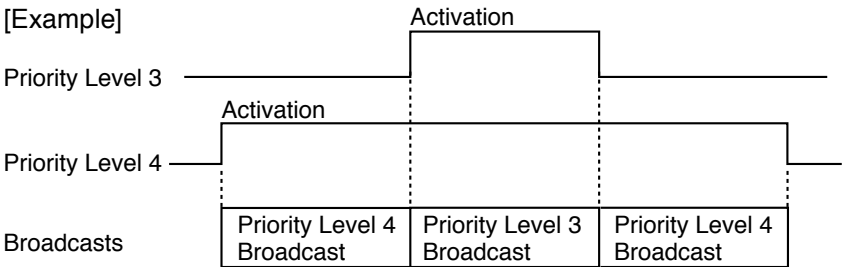 [Example]
Activation
Priority Level 3
Activation
Priority Level 4
Broadcasts
Priority Level 4
Broadcast
Priority Level 3
Broadcast
Priority Level 4
Broadcast